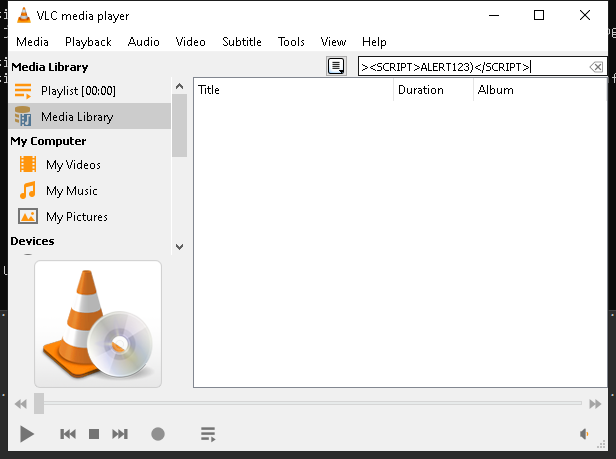 VLC media player
Media Playback Audio Video Subtitle Tools View Help
Media Library
><SCRIPT>ALERT123)</SCRIPT>
Playlist [00:00]
Media Library
My Computer
My Videos
My Music
My Pictures
Devices
Title Duration Album